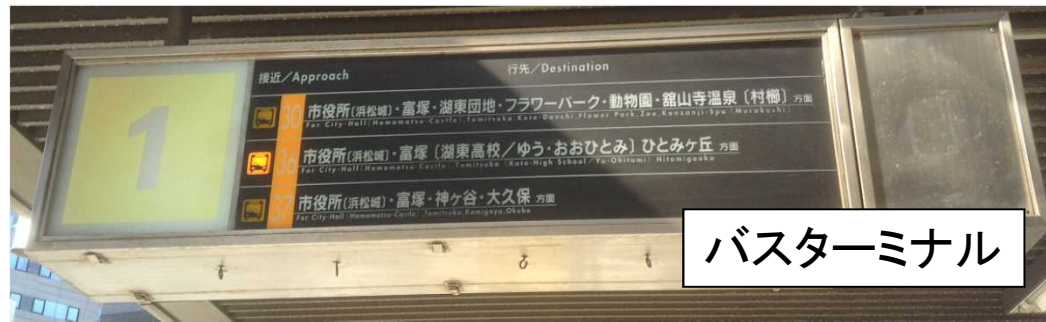 1
接近/Approach 行先/Destination
30 市役所〔浜松城〕・富塚・湖東団地・フラワーパーク・動物園・舘山寺温泉〔村櫛〕方面
For City-Hall(Hamamatsu-Castle),Tomitsuka,Koto-Danchi,Flower Park,Zoo,Kanzanji-Spa (Murakushi)
36 市役所〔浜松城〕・富塚〔湖東高校/ゆう・おおひとみ〕ひとみヶ丘 方面
For City-Hall(Hamamatsu-Castle),Tomitsuka (Koto-High School/Yu-Ohitomi) Hitomigaoka
37 市役所〔浜松城〕・富塚・神ヶ谷・大久保 方面
For City-Hall(Hamamatsu-Castle),Tomitsuka,Kamigaya,Okubo
バスターミナル